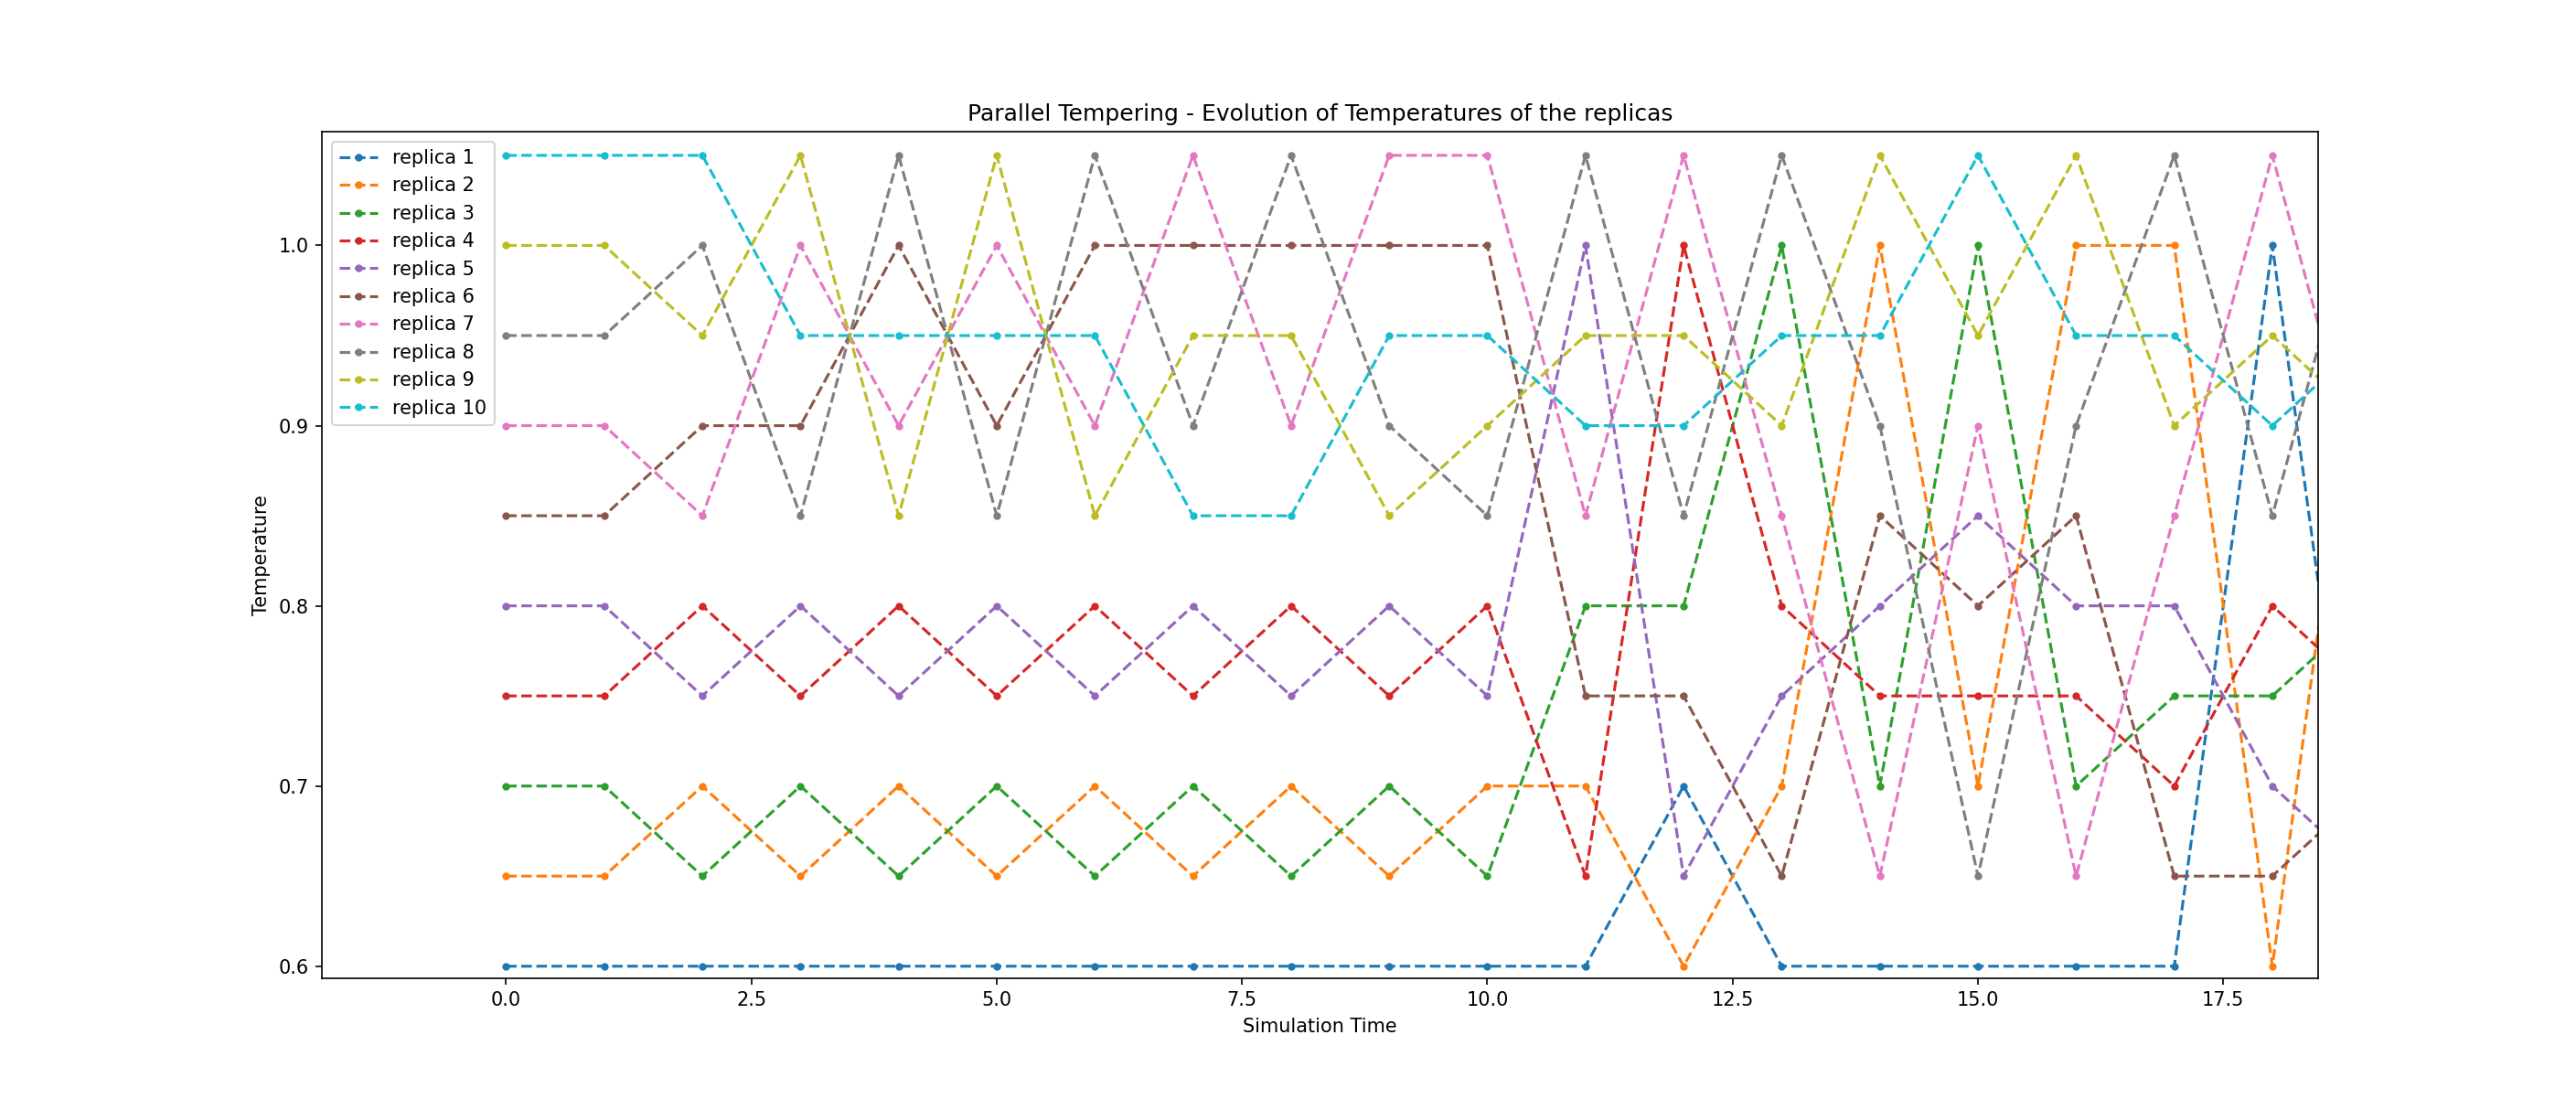 Parallel Tempering - Evolution of Temperatures of the replicas
replica 1
replica 2
replica 3
replica 4
replica 5
replica 6
replica 7
replica 8
replica 9
replica 10
Temperature
1.0
0.9
0.8
0.7
0.6
0.0 2.5 5.0 7.5 10.0 12.5 15.0 17.5
Simulation Time